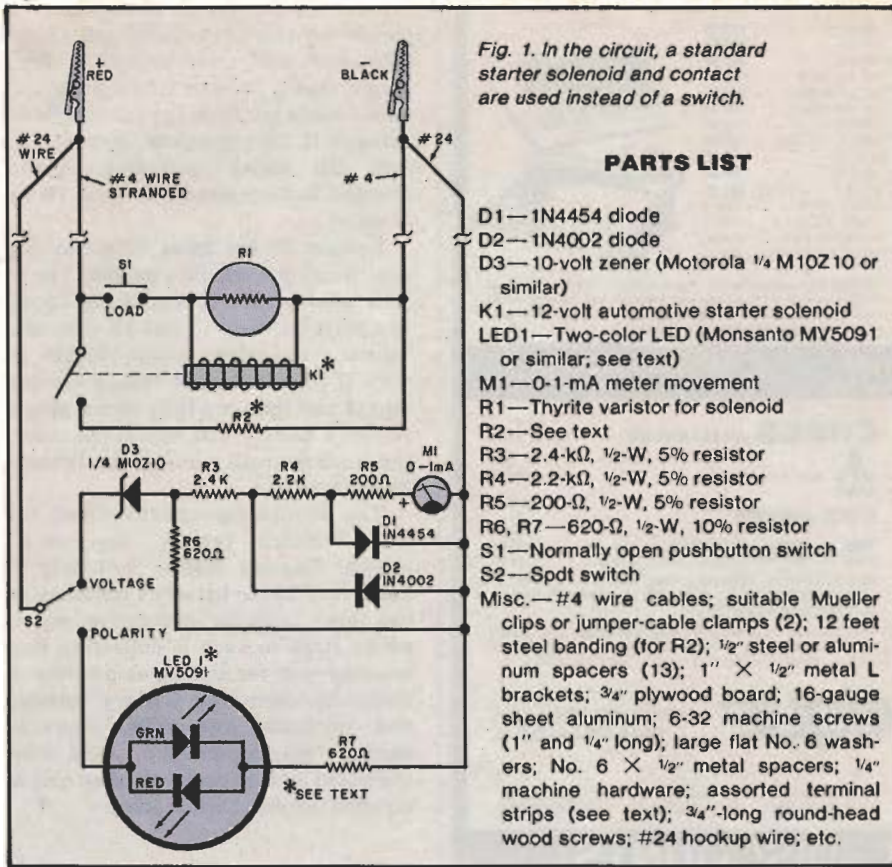 +
RED
−
BLACK
#24
WIRE
#4 WIRE
STRANDED
#4
#24
S1
LOAD
R1
K1*
R2*
D3
1/4 M10Z10
R3
2.4K
R4
2.2K
R5
200Ω
M1
0-1mA
+
R6
620Ω
D1
1N4454
D2
1N4002
VOLTAGE
S2
POLARITY
LED 1*
MV5091
GRN
RED
R7
620Ω
*SEE TEXT
Fig. 1. In the circuit, a standard
starter solenoid and contact
are used instead of a switch.
PARTS LIST
D1—1N4454 diode
D2—1N4002 diode
D3—10-volt zener (Motorola ¼ M10Z10 or
similar)
K1—12-volt automotive starter solenoid
LED1—Two-color LED (Monsanto MV5091
or similar; see text)
M1—0-1-mA meter movement
R1—Thyrite varistor for solenoid
R2—See text
R3—2.4-kΩ, ½-W, 5% resistor
R4—2.2-kΩ, ½-W, 5% resistor
R5—200-Ω, ½-W, 5% resistor
R6, R7—620-Ω, ½-W, 10% resistor
S1—Normally open pushbutton switch
S2—Spdt switch
Misc.—#4 wire cables; suitable Mueller
clips or jumper-cable clamps (2); 12 feet
steel banding (for R2); ½" steel or alumi-
num spacers (13); 1" × ½" metal L
brackets; ¾" plywood board; 16-gauge
sheet aluminum; 6-32 machine screws
(1" and ¼" long); large flat No. 6 wash-
ers; No. 6 × ½" metal spacers; ¼"
machine hardware; assorted terminal
strips (see text); ¾"-long round-head
wood screws; #24 hookup wire; etc.